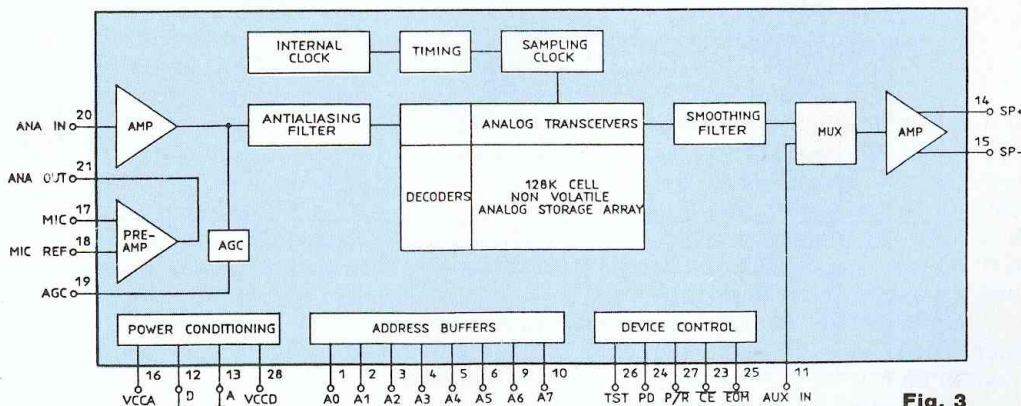 INTERNAL CLOCK
TIMING
SAMPLING CLOCK
20
ANA IN
AMP
ANTIALIASING FILTER
ANALOG TRANSCEIVERS
SMOOTHING FILTER
MUX
AMP
14
SP+
15
SP-
21
ANA OUT
17
MIC
PRE-AMP
18
MIC REF
AGC
19
AGC
DECODERS
128K CELL
NON VOLATILE
ANALOG STORAGE ARRAY
POWER CONDITIONING
ADDRESS BUFFERS
DEVICE CONTROL
16 12 13 28
VCCA D A VCCD
1 2 3 4 5 6 9 10
A0 A1 A2 A3 A4 A5 A6 A7
26 24 27 23 25 11
TST PD P/R CE EOM AUX IN
Fig. 3